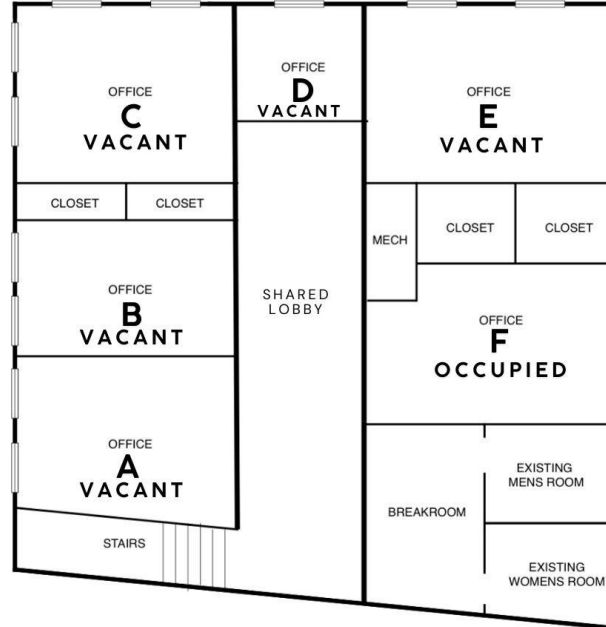 OFFICE
C
VACANT
OFFICE
D
VACANT
OFFICE
E
VACANT
CLOSET
CLOSET
MECH
CLOSET
CLOSET
OFFICE
B
VACANT
SHARED
LOBBY
OFFICE
F
OCCUPIED
OFFICE
A
VACANT
STAIRS
BREAKROOM
EXISTING
MENS ROOM
EXISTING
WOMENS ROOM